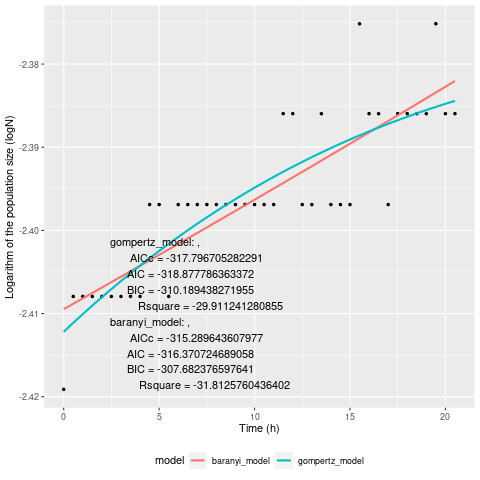 -2.38
-2.39
-2.40
-2.41
-2.42
Logarithm of the population size (logN)
gompertz_model: ,
AICc = -317.796705282291
AIC = -318.877786363372
BIC = -310.189438271955
Rsquare = -29.911241280855
baranyi_model: ,
AICc = -315.289643607977
AIC = -316.370724689058
BIC = -307.682376597641
Rsquare = -31.8125760436402
0 5 10 15 20
Time (h)
model baranyi_model gompertz_model